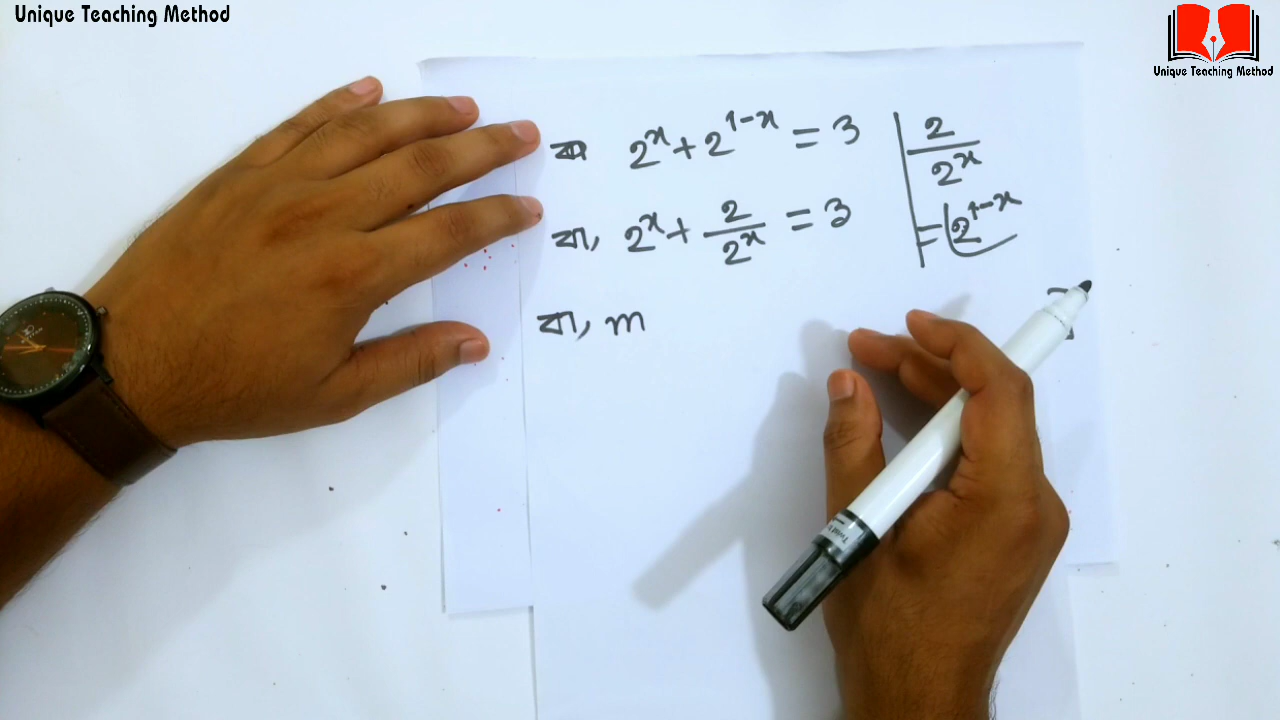 Unique Teaching Method
Unique Teaching Method
বা 2^x + 2^{1-x} = 3
বা, 2^x + 2/2^x = 3
বা, m
2/2^x
= 2^{1-x}